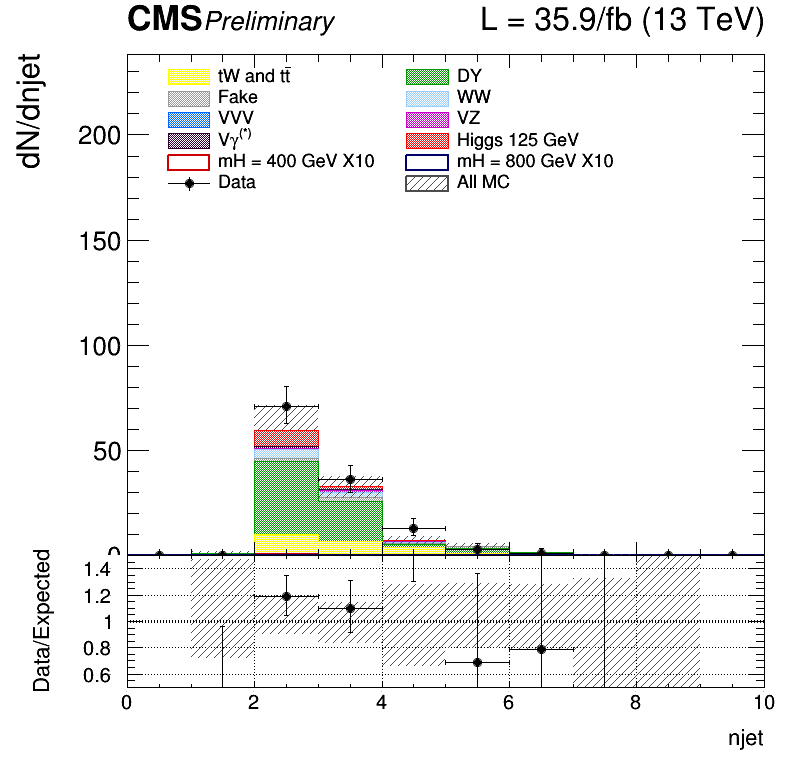 CMS Preliminary L = 35.9/fb (13 TeV)
dN/dnjet
tW and tt̄ DY
Fake WW
VVV VZ
Vγ(*) Higgs 125 GeV
mH = 400 GeV X10 mH = 800 GeV X10
Data All MC
200
150
100
50
0
Data/Expected
1.4
1.2
1
0.8
0.6
0 2 4 6 8 10
njet